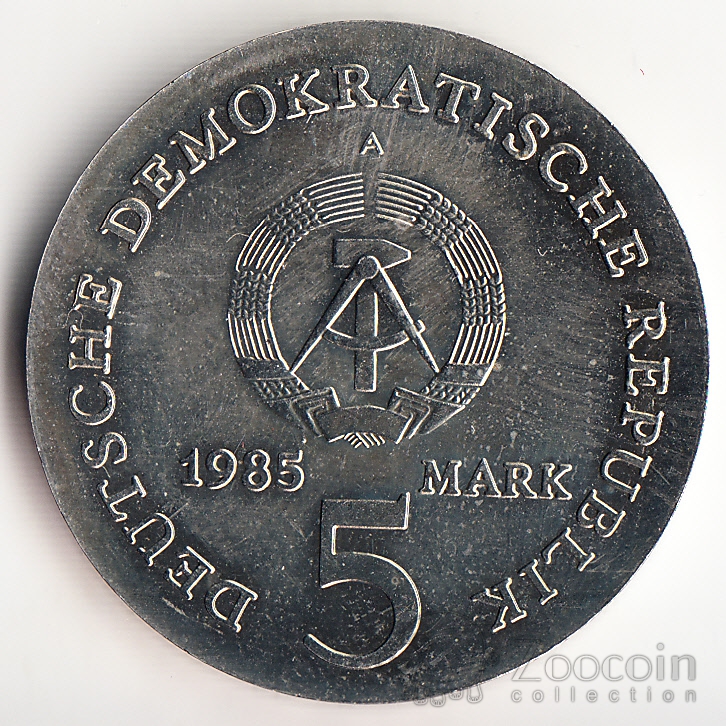 DEUTSCHE DEMOKRATISCHE REPUBLIK
A
1985 MARK
5
Zoocoin
collection